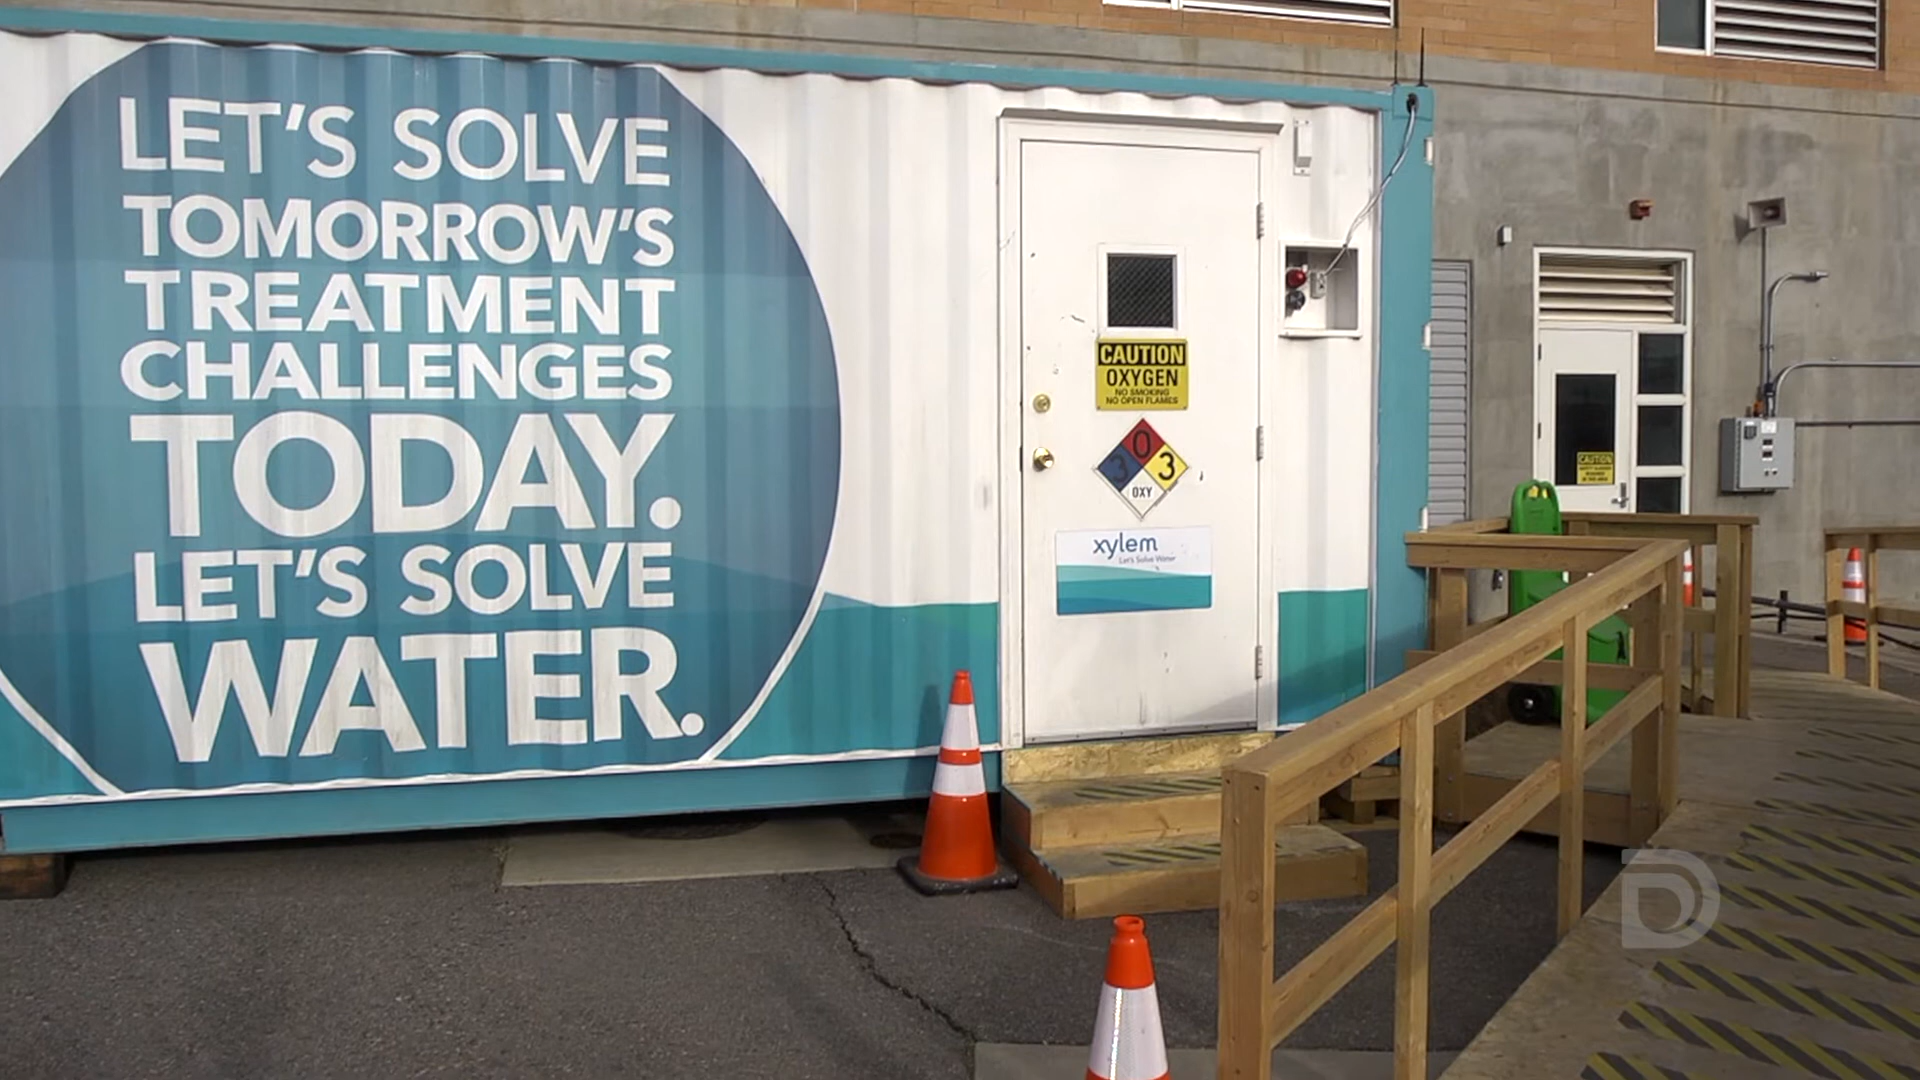 LET'S SOLVE
TOMORROW'S
TREATMENT
CHALLENGES
TODAY.
LET'S SOLVE
WATER.
CAUTION
OXYGEN
NO SMOKING
NO OPEN FLAMES
0
3 3
OXY
xylem
Let's Solve Water
CAUTION
D